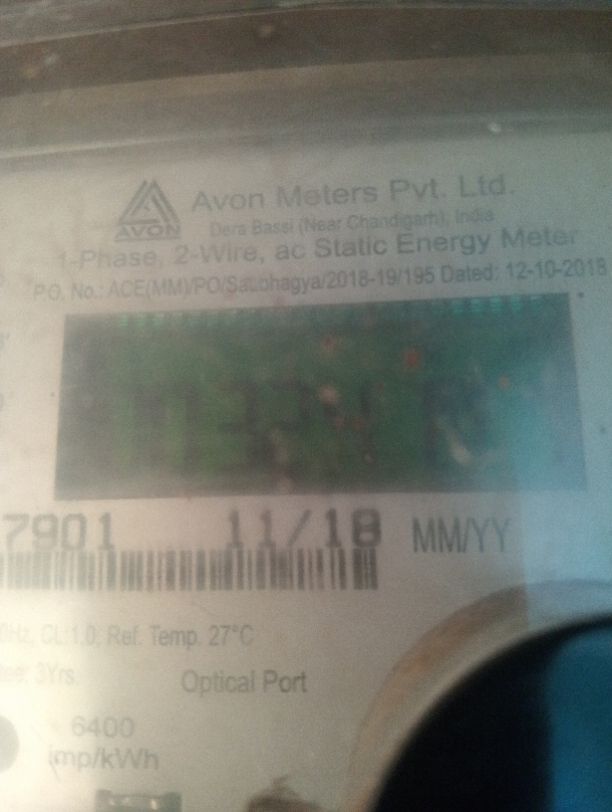 Avon Meters Pvt. Ltd.
AVON
Dera Bassi (Near Chandigarh), India
1-Phase, 2-Wire, ac Static Energy Meter
P.O. No.: ACE(MM)/PO/Saubhagya/2018-19/195 Dated: 12-10-2018
7901 11/18 MM/YY
0Hz, CL:1.0, Ref. Temp. 27°C
3Yrs.
Optical Port
6400
imp/kWh